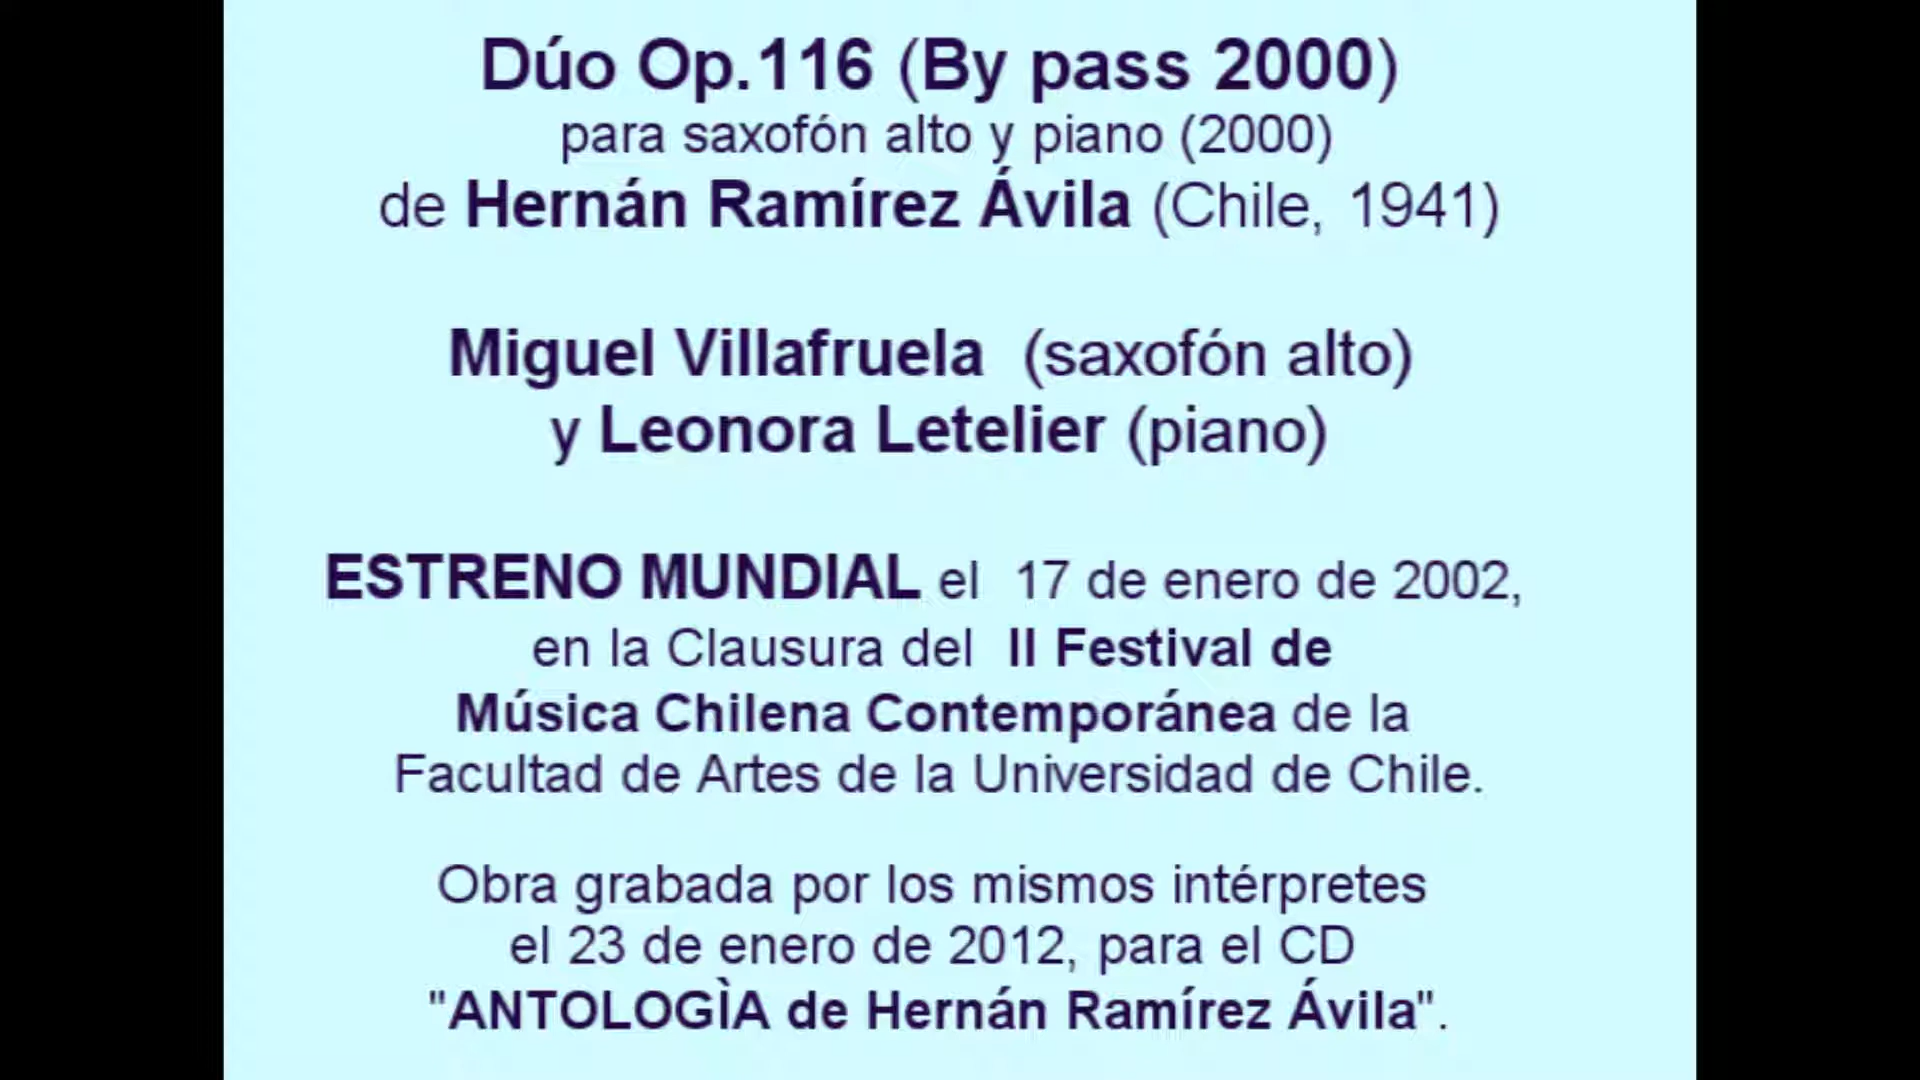 Dúo Op.116 (By pass 2000)
para saxofón alto y piano (2000)
de Hernán Ramírez Ávila (Chile, 1941)
Miguel Villafruela (saxofón alto)
y Leonora Letelier (piano)
ESTRENO MUNDIAL el 17 de enero de 2002,
en la Clausura del II Festival de
Música Chilena Contemporánea de la
Facultad de Artes de la Universidad de Chile.
Obra grabada por los mismos intérpretes
el 23 de enero de 2012, para el CD
"ANTOLOGÌA de Hernán Ramírez Ávila".